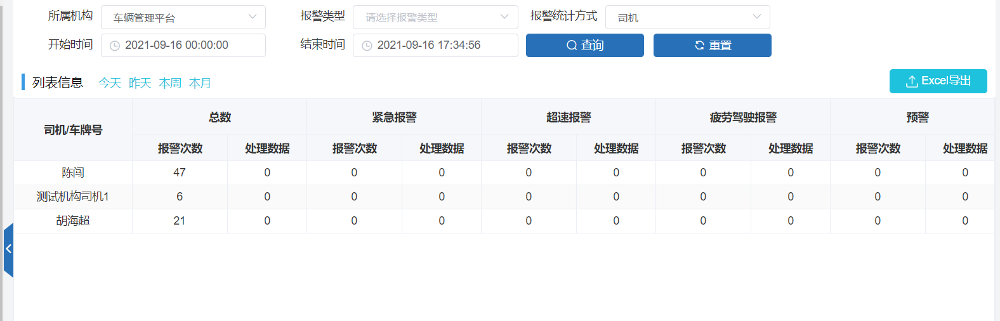 所属机构 车辆管理平台 报警类型 请选择报警类型 报警统计方式 司机
开始时间 2021-09-16 00:00:00 结束时间 2021-09-16 17:34:56 查询 重置
列表信息 今天 昨天 本周 本月 Excel导出
司机/车牌号 总数 紧急报警 超速报警 疲劳驾驶报警 预警
报警次数 处理数据 报警次数 处理数据 报警次数 处理数据 报警次数 处理数据 报警次数 处理数据
陈闯 47 0 0 0 0 0 0 0 0 0
测试机构司机1 6 0 0 0 0 0 0 0 0 0
胡海超 21 0 0 0 0 0 0 0 0 0